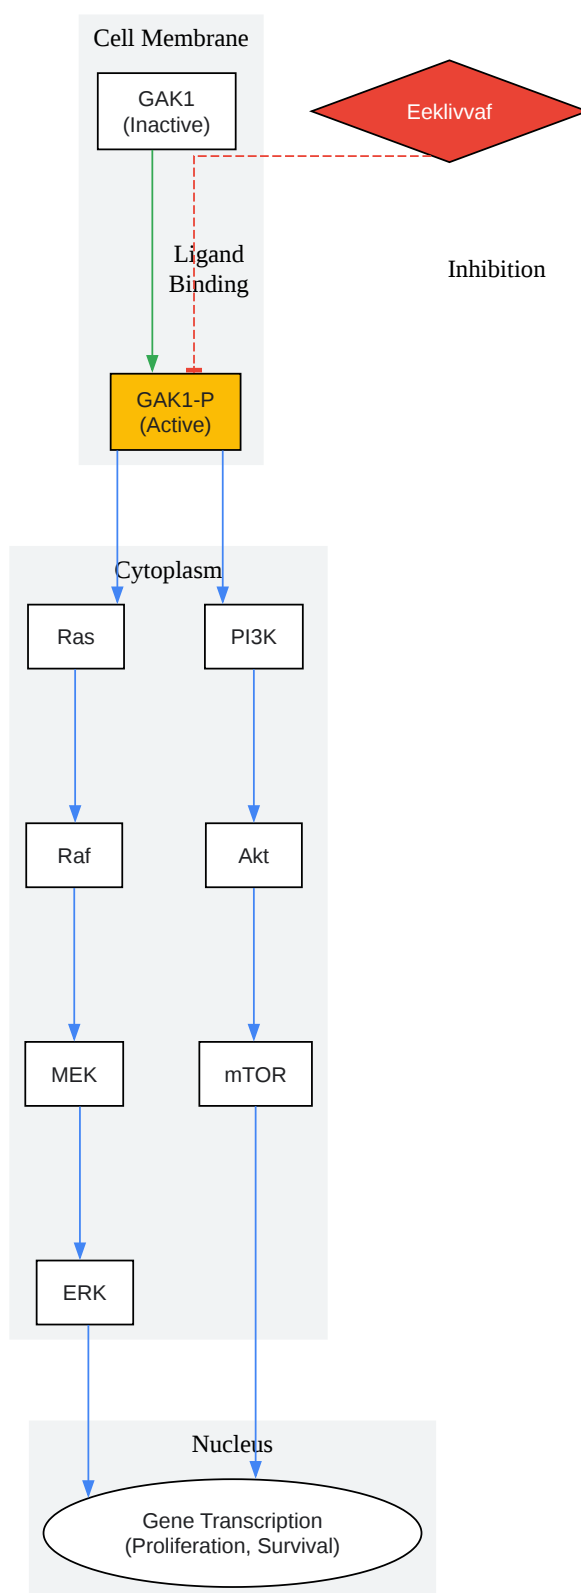 Cell Membrane
GAK1
(Inactive)
Eeklivvaf
Ligand
Binding
Inhibition
GAK1-P
(Active)
Cytoplasm
Ras
PI3K
Raf
Akt
MEK
mTOR
ERK
Nucleus
Gene Transcription
(Proliferation, Survival)